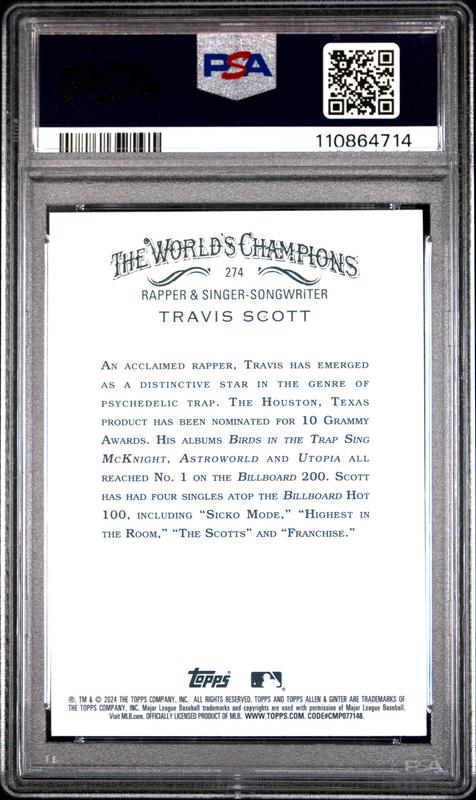 PSA
110864714
THE WORLD'S CHAMPIONS
274
RAPPER & SINGER-SONGWRITER
TRAVIS SCOTT
AN ACCLAIMED RAPPER, TRAVIS HAS EMERGED
AS A DISTINCTIVE STAR IN THE GENRE OF
PSYCHEDELIC TRAP. THE HOUSTON, TEXAS
PRODUCT HAS BEEN NOMINATED FOR 10 GRAMMY
AWARDS. HIS ALBUMS BIRDS IN THE TRAP SING
MCKNIGHT, ASTROWORLD AND UTOPIA ALL
REACHED NO. 1 ON THE BILLBOARD 200. SCOTT
HAS HAD FOUR SINGLES ATOP THE BILLBOARD HOT
100, INCLUDING “SICKO MODE,” “HIGHEST IN
THE ROOM,” “THE SCOTTS” AND “FRANCHISE.”
topps
®, TM & © 2024 THE TOPPS COMPANY, INC. ALL RIGHTS RESERVED. TOPPS AND TOPPS ALLEN & GINTER ARE TRADEMARKS OF
THE TOPPS COMPANY, INC. Major League Baseball trademarks and copyrights are used with permission of Major League Baseball.
Visit MLB.com. OFFICIALLY LICENSED PRODUCT OF MLB. WWW.TOPPS.COM. CODE#CMP077148.
PSA